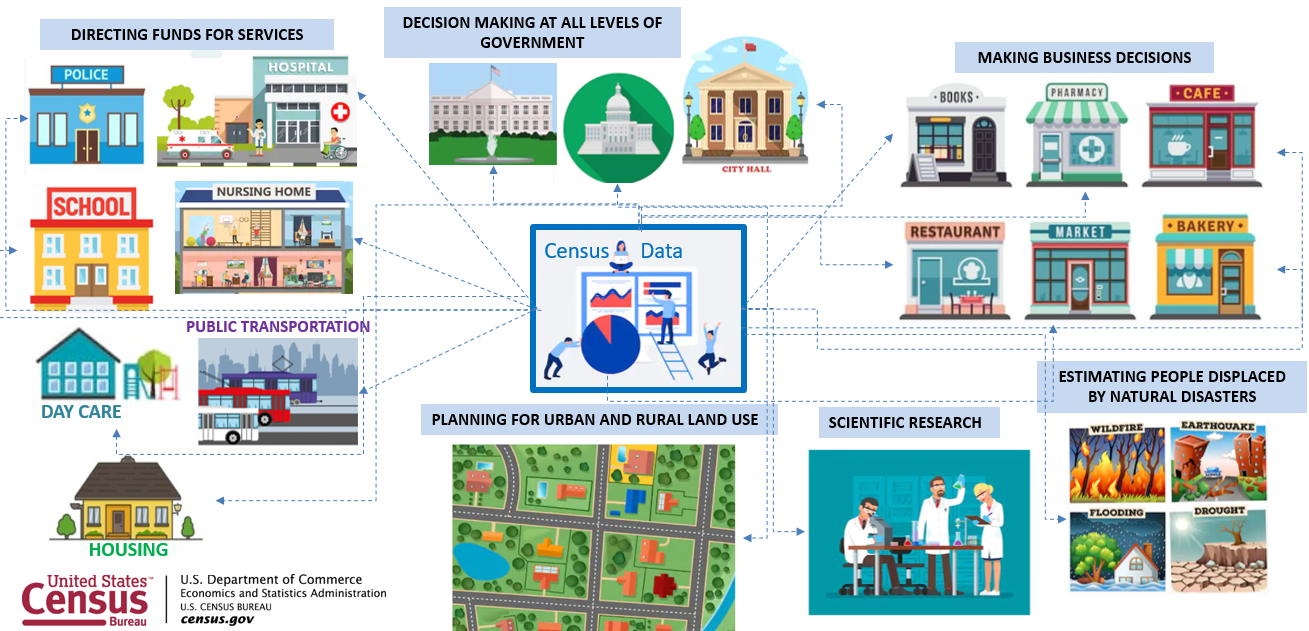 DIRECTING FUNDS FOR SERVICES
POLICE
HOSPITAL
SCHOOL
NURSING HOME
PUBLIC TRANSPORTATION
DAY CARE
HOUSING
DECISION MAKING AT ALL LEVELS OF
GOVERNMENT
CITY HALL
MAKING BUSINESS DECISIONS
BOOKS
PHARMACY
CAFE
RESTAURANT
MARKET
BAKERY
Census Data
PLANNING FOR URBAN AND RURAL LAND USE
SCIENTIFIC RESEARCH
ESTIMATING PEOPLE DISPLACED
BY NATURAL DISASTERS
WILDFIRE
EARTHQUAKE
FLOODING
DROUGHT
United States™
Census
Bureau
U.S. Department of Commerce
Economics and Statistics Administration
U.S. CENSUS BUREAU
census.gov